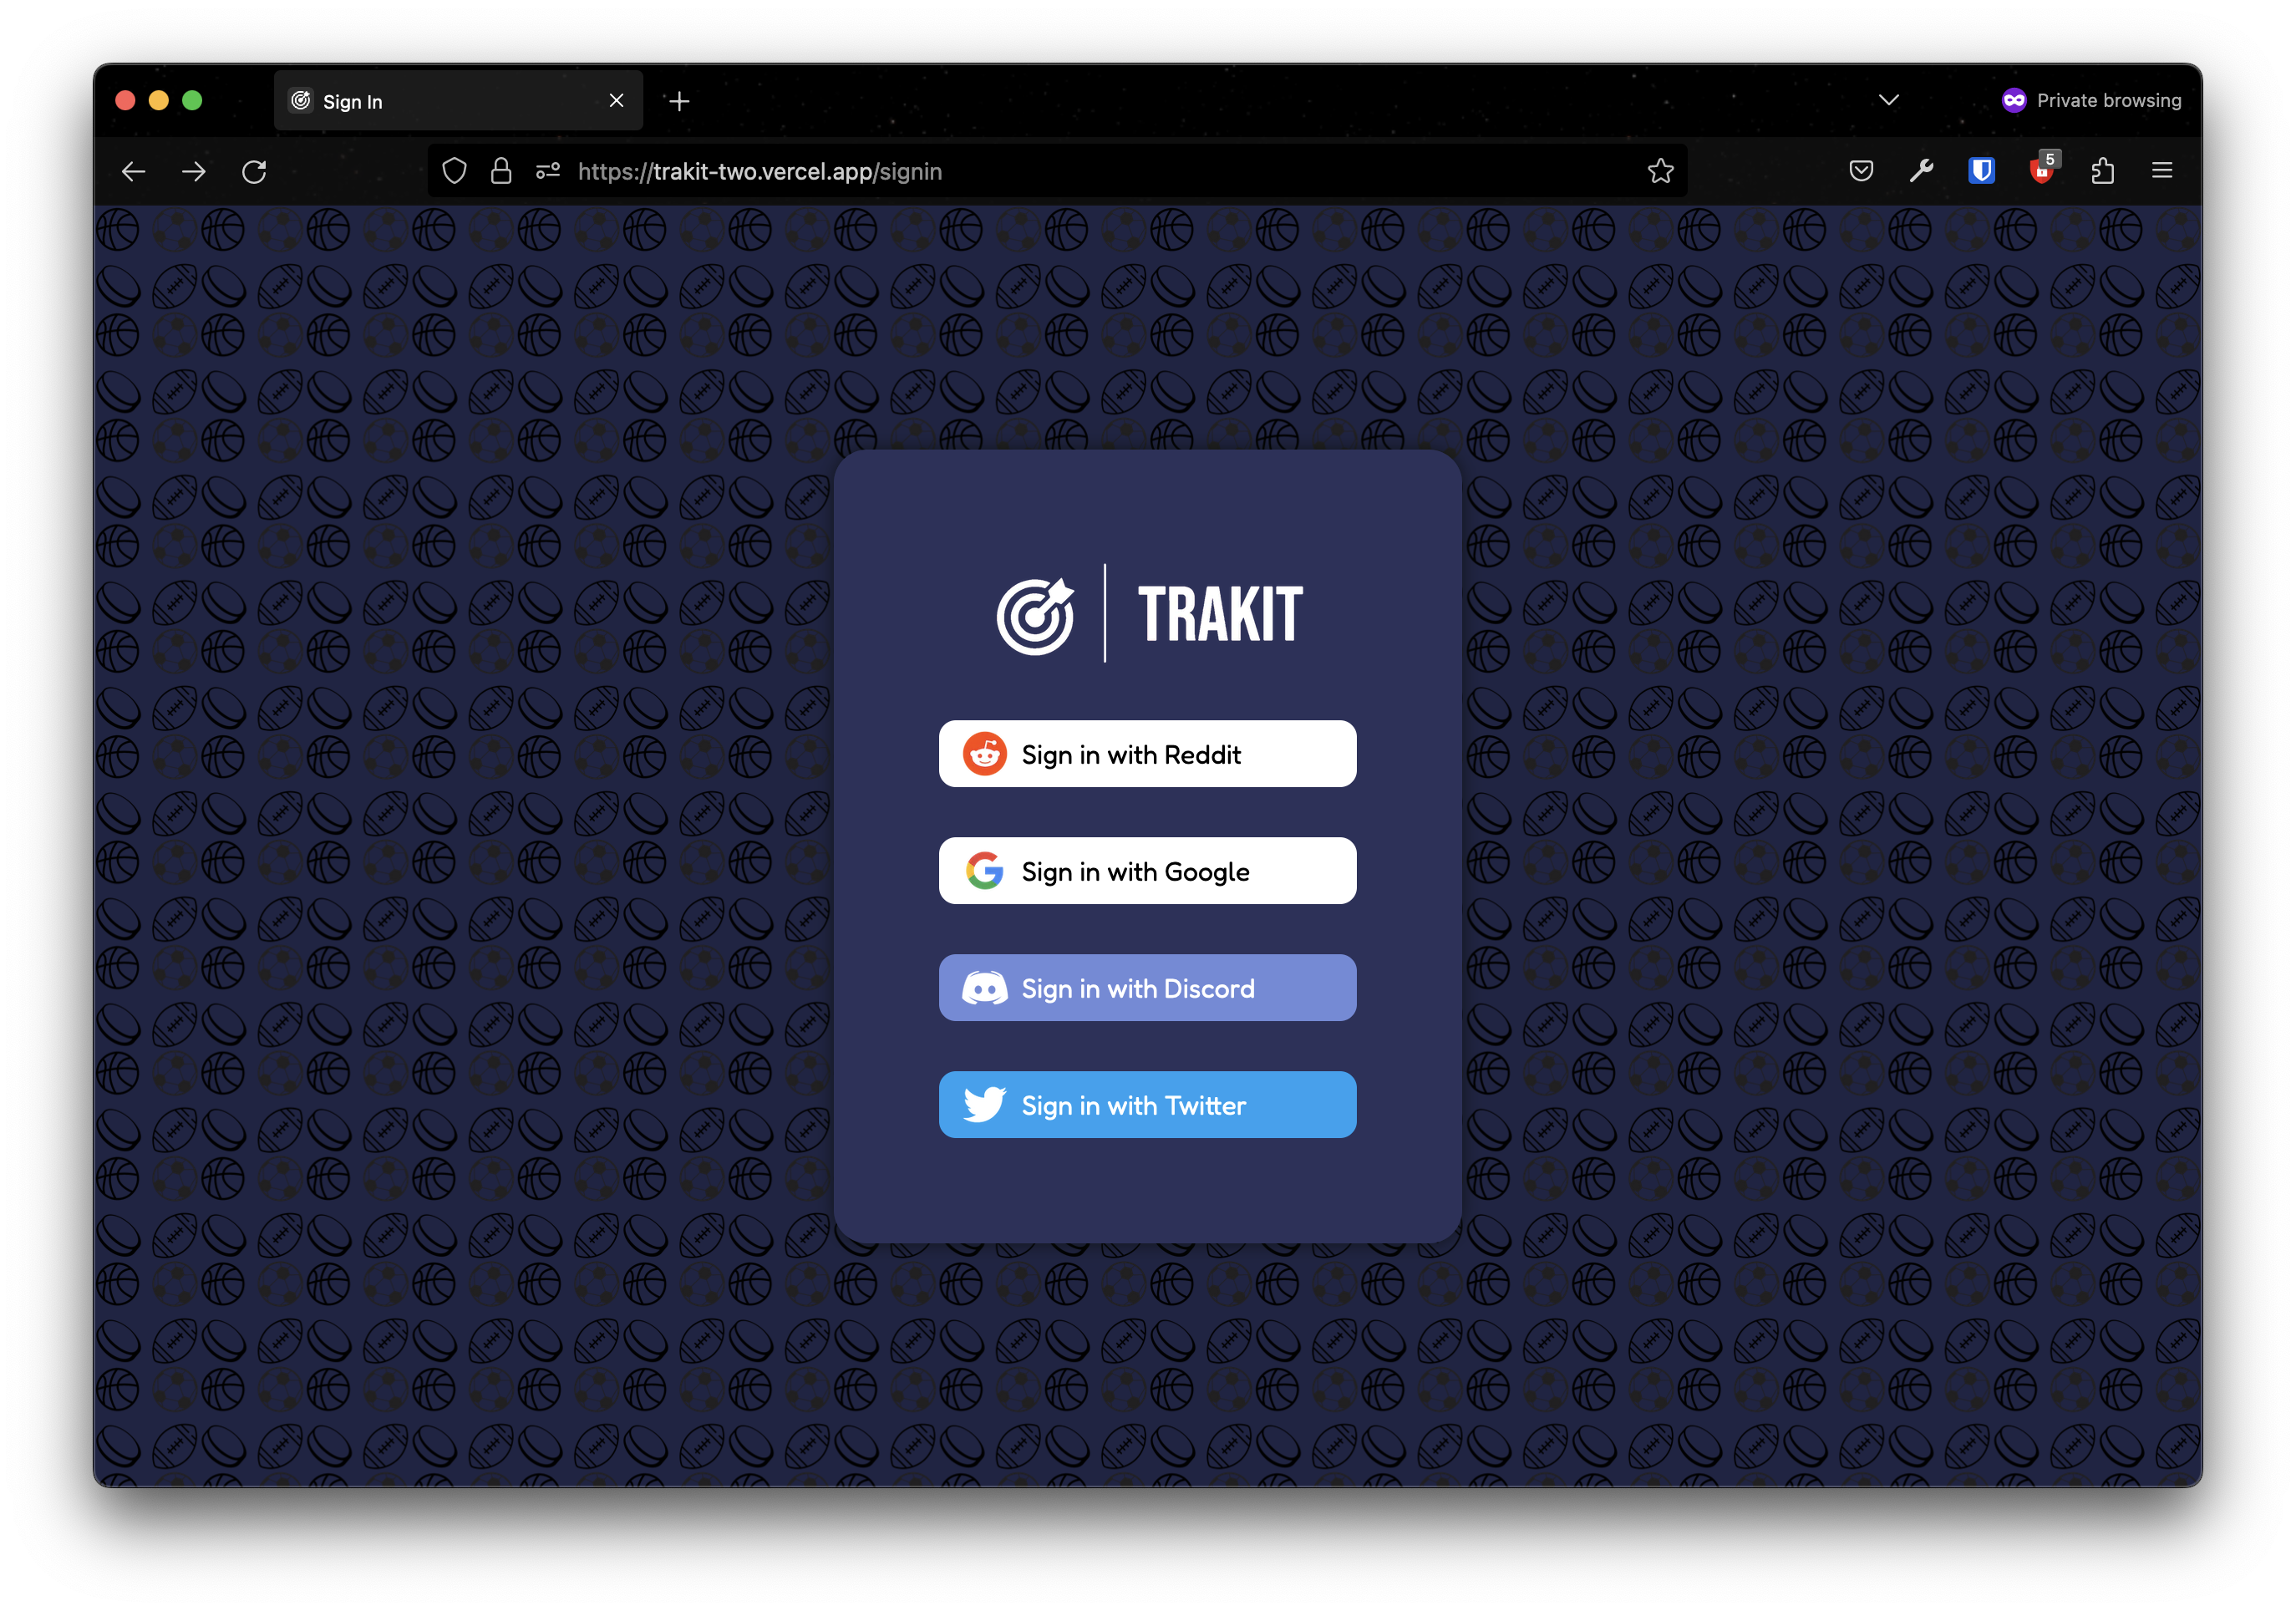 Sign In
Private browsing
https://trakit-two.vercel.app/signin
5
TRAKIT
Sign in with Reddit
Sign in with Google
Sign in with Discord
Sign in with Twitter